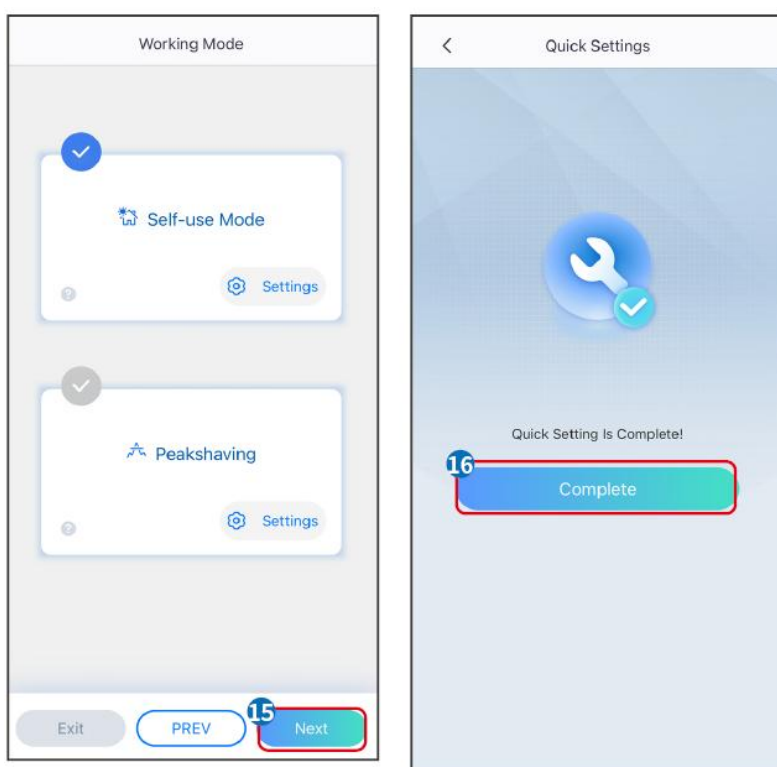 Working Mode
Self-use Mode
?
Settings
Peakshaving
?
Settings
Exit
PREV
15
Next
Quick Settings
Quick Setting Is Complete!
16
Complete